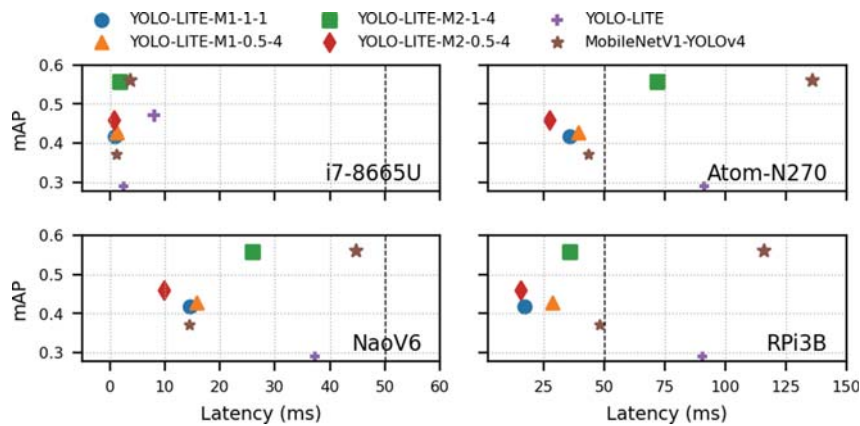 YOLO-LITE-M1-1-1 YOLO-LITE-M2-1-4 YOLO-LITE
YOLO-LITE-M1-0.5-4 YOLO-LITE-M2-0.5-4 MobileNetV1-YOLOv4
0.6
0.5
0.4
0.3
mAP
i7-8665U
Atom-N270
0.6
0.5
0.4
0.3
mAP
NaoV6
RPi3B
0 10 20 30 40 50 60
25 50 75 100 125 150
Latency (ms) Latency (ms)